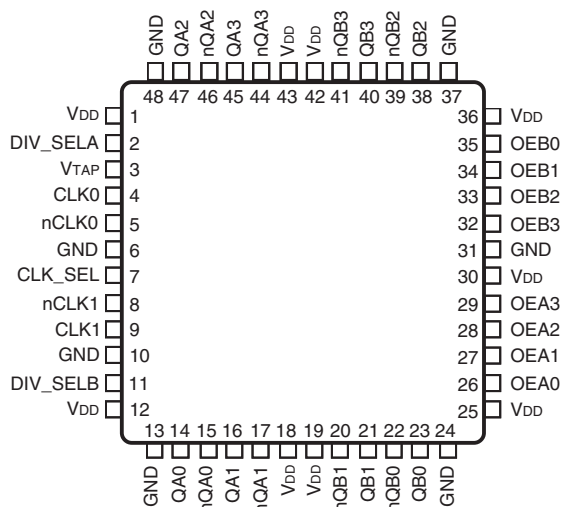 GND QA2 nQA2 QA3 nQA3 VDD VDD nQB3 QB3 nQB2 QB2 GND
48 47 46 45 44 43 42 41 40 39 38 37
VDD 1 36 VDD
DIV_SELA 2 35 OEB0
VTAP 3 34 OEB1
CLK0 4 33 OEB2
nCLK0 5 32 OEB3
GND 6 31 GND
CLK_SEL 7 30 VDD
nCLK1 8 29 OEA3
CLK1 9 28 OEA2
GND 10 27 OEA1
DIV_SELB 11 26 OEA0
VDD 12 25 VDD
13 14 15 16 17 18 19 20 21 22 23 24
GND QA0 nQA0 QA1 nQA1 VDD VDD nQB1 QB1 nQB0 QB0 GND